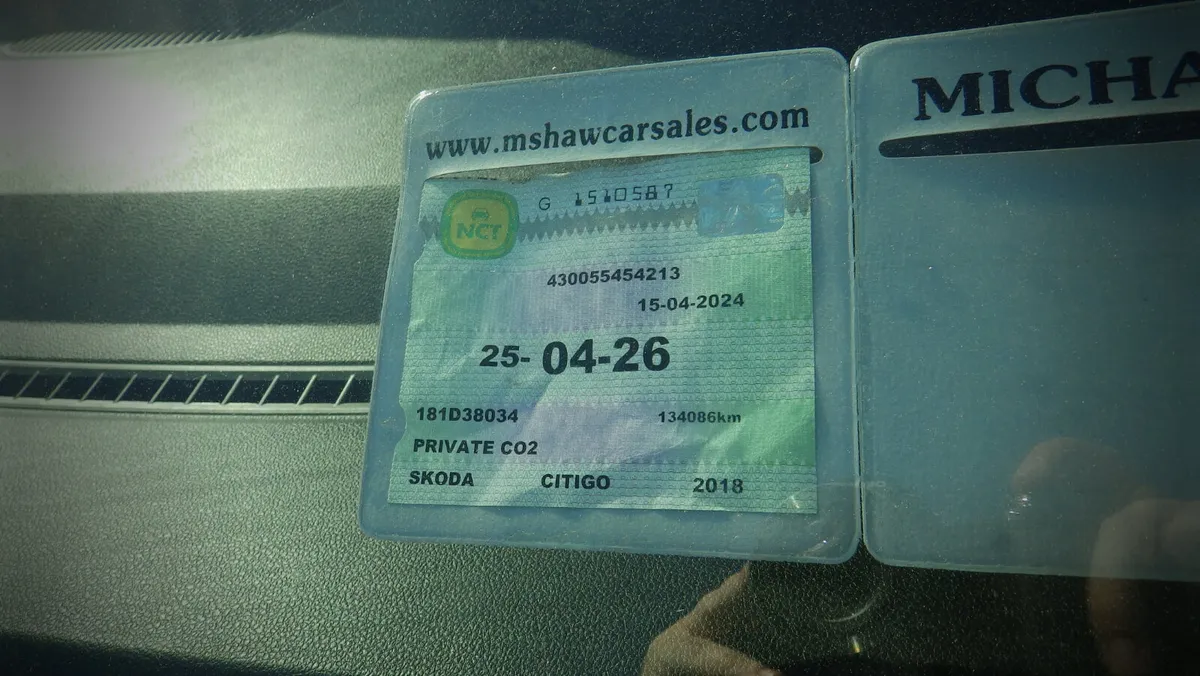 www.mshawcarsales.com
MICHA
NCT
G 1510587
430055454213
15-04-2024
25-04-26
181D38034 134086km
PRIVATE CO2
SKODA CITIGO 2018